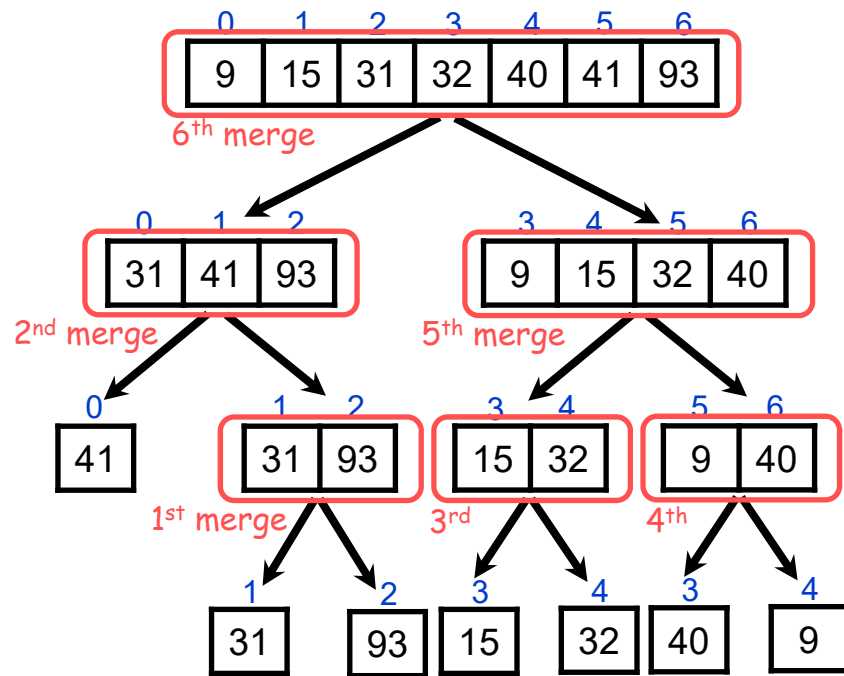 0 1 2 3 4 5 6
9 15 31 32 40 41 93
6th merge
0 1 2 3 4 5 6
31 41 93 9 15 32 40
2nd merge 5th merge
0 1 2 3 4 5 6
41 31 93 15 32 9 40
1st merge 3rd 4th
1 2 3 4 3 4
31 93 15 32 40 9